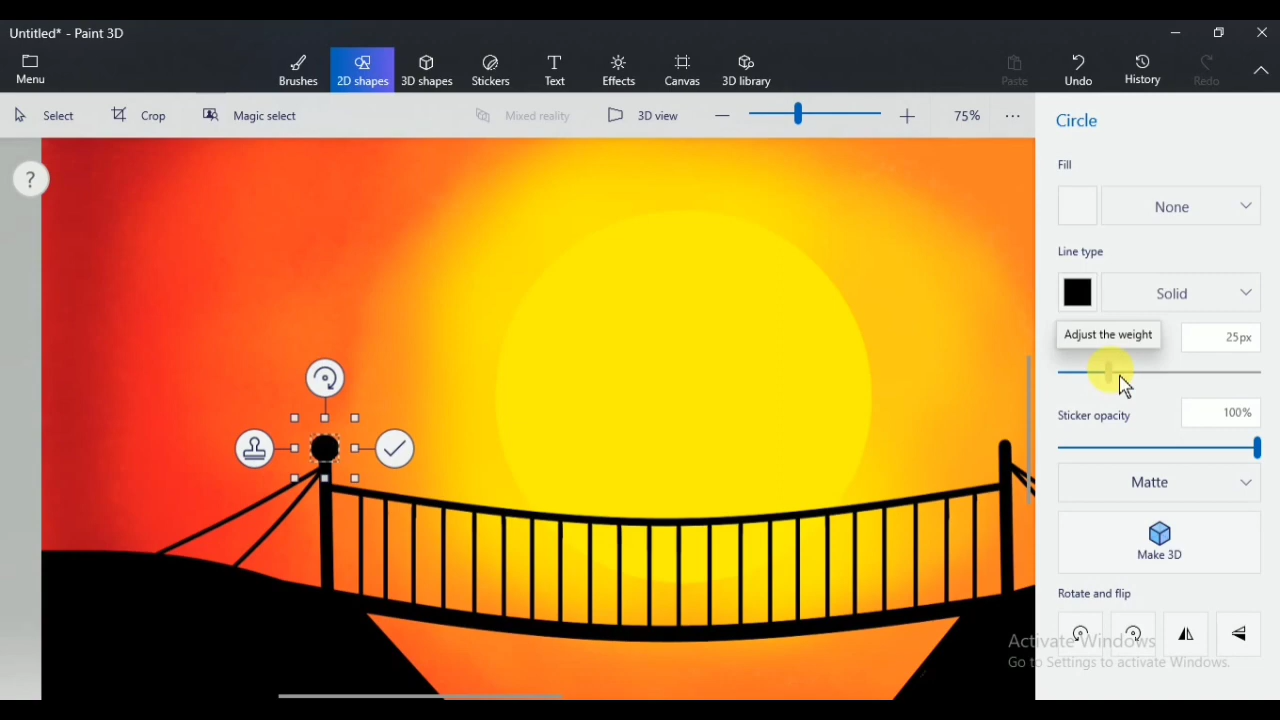 Untitled* - Paint 3D
Menu
Brushes
2D shapes
3D shapes
Stickers
Text
Effects
Canvas
3D library
Paste
Undo
History
Redo
Select
Crop
Magic select
Mixed reality
3D view
75%
Circle
?
Fill
None
Line type
Solid
Adjust the weight
25px
Sticker opacity
100%
Matte
Make 3D
Rotate and flip
Activate Windows
Go to Settings to activate Windows.